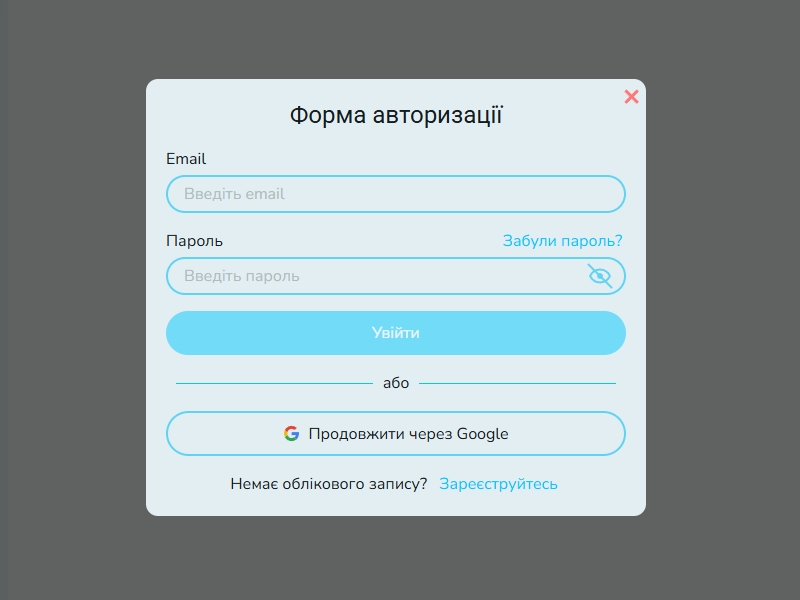 Форма авторизації
Email
Введіть email
Пароль Забули пароль?
Введіть пароль
Увійти
або
Продовжити через Google
Немає облікового запису? Зареєструйтесь